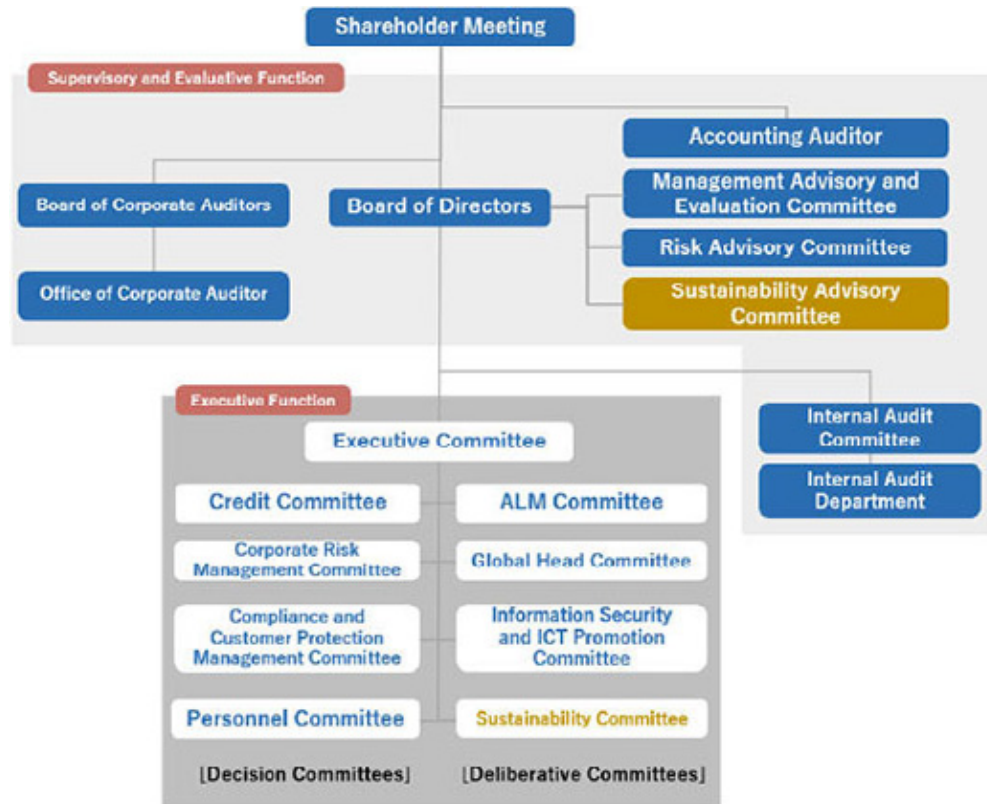 Shareholder Meeting
Supervisory and Evaluative Function
Accounting Auditor
Board of Corporate Auditors
Board of Directors
Management Advisory and
Evaluation Committee
Risk Advisory Committee
Office of Corporate Auditor
Sustainability Advisory
Committee
Executive Function
Executive Committee
Internal Audit
Committee
Internal Audit
Department
Credit Committee
ALM Committee
Corporate Risk
Management Committee
Global Head Committee
Compliance and
Customer Protection
Management Committee
Information Security
and ICT Promotion
Committee
Personnel Committee
Sustainability Committee
[Decision Committees]
[Deliberative Committees]